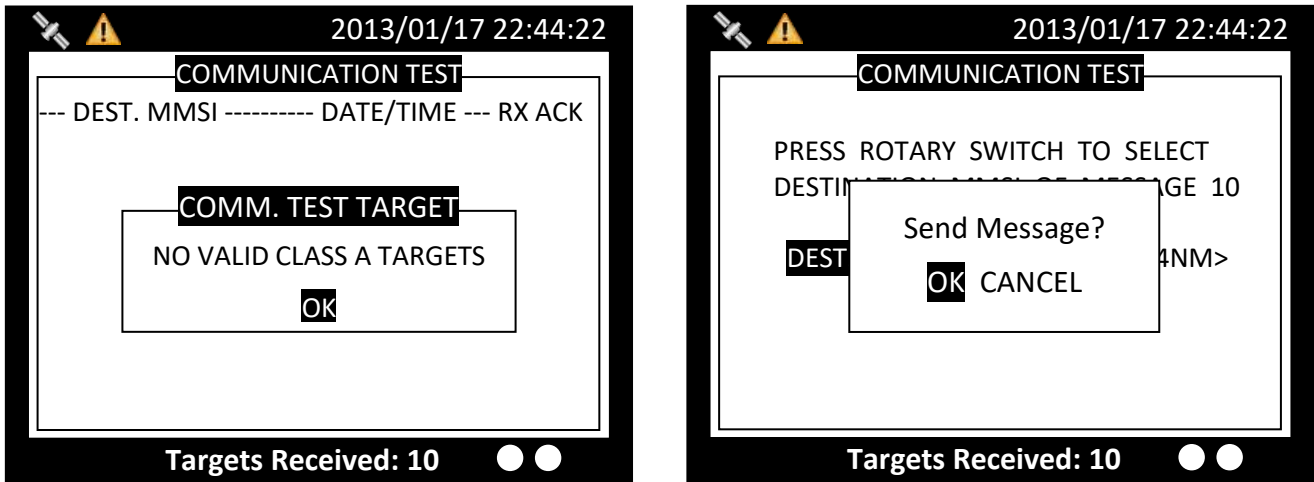 2013/01/17 22:44:22
COMMUNICATION TEST
--- DEST. MMSI ---------- DATE/TIME --- RX ACK
COMM. TEST TARGET
NO VALID CLASS A TARGETS
OK
Targets Received: 10
2013/01/17 22:44:22
COMMUNICATION TEST
PRESS ROTARY SWITCH TO SELECT
MESSAGE 10
Send Message?
DEST 4NM>
OK CANCEL
Targets Received: 10